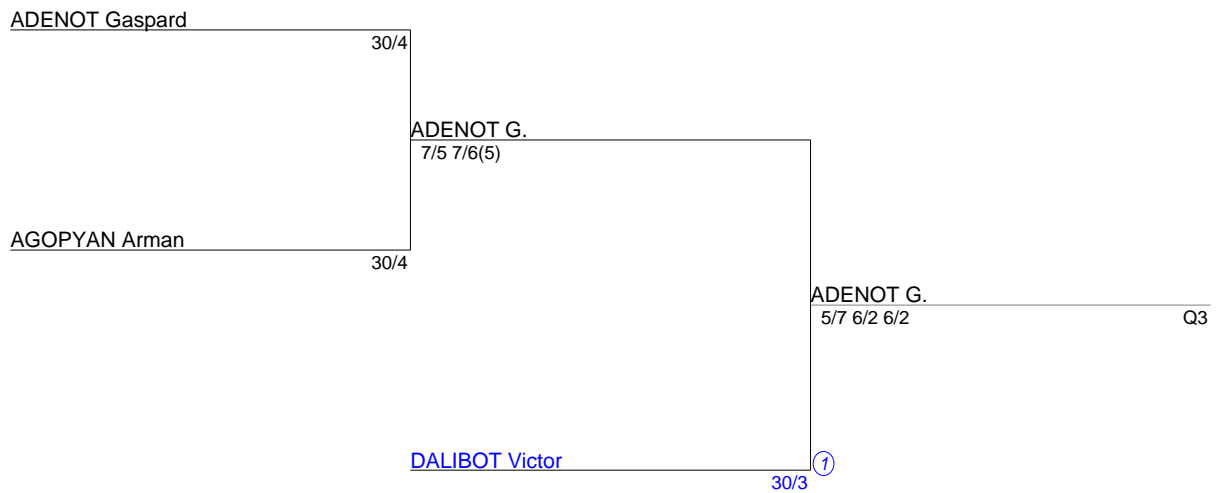 ADENOT Gaspard
30/4
ADENOT G.
7/5 7/6(5)
AGOPYAN Arman
30/4
ADENOT G.
5/7 6/2 6/2
Q3
DALIBOT Victor
1
30/3